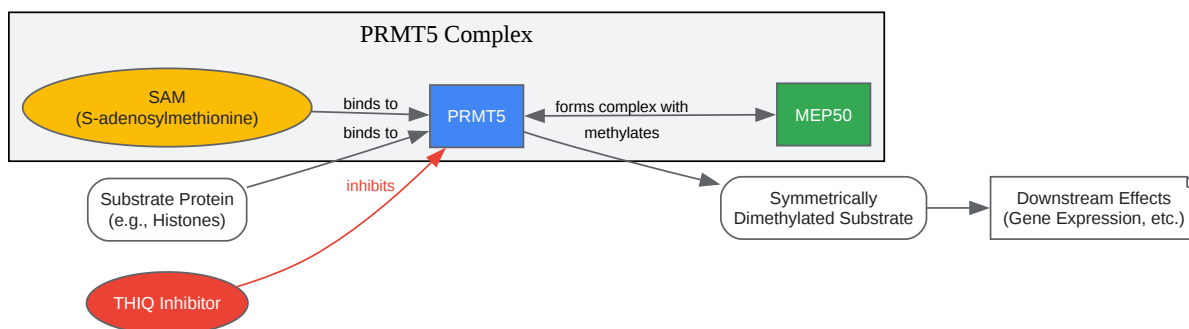 PRMT5 Complex
SAM
(S-adenosylmethionine)
binds to
PRMT5
forms complex with
MEP50
binds to
methylates
Substrate Protein
(e.g., Histones)
inhibits
Symmetrically
Dimethylated Substrate
Downstream Effects
(Gene Expression, etc.)
THIQ Inhibitor